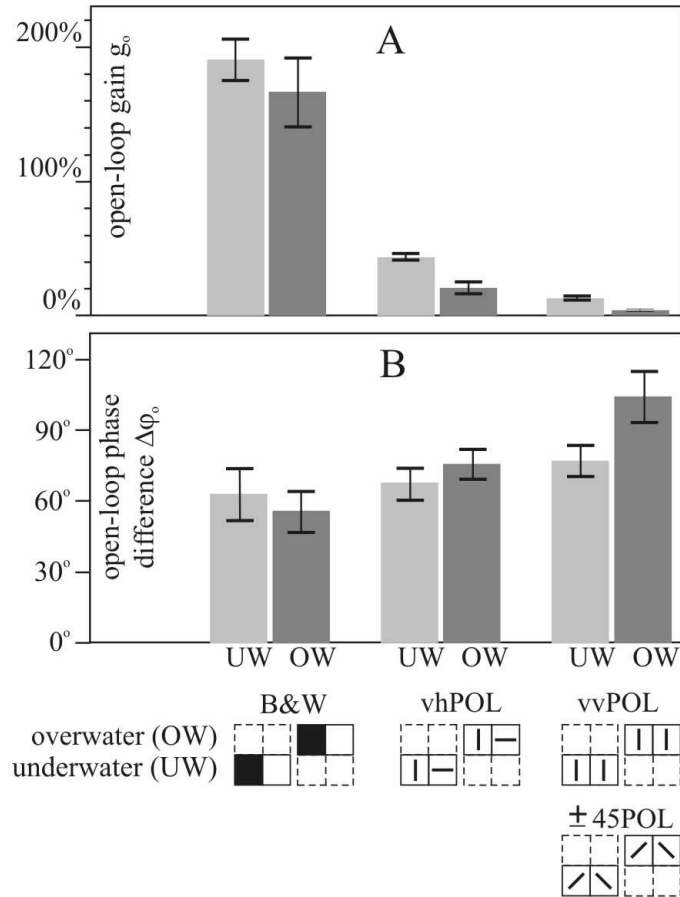 A
200%
100%
0%
open-loop gain g₀
B
120°
90°
60°
30°
0°
open-loop phase
difference Δφ₀
UW OW UW OW UW OW
B&W vhPOL vvPOL
overwater (OW)
underwater (UW)
± 45POL